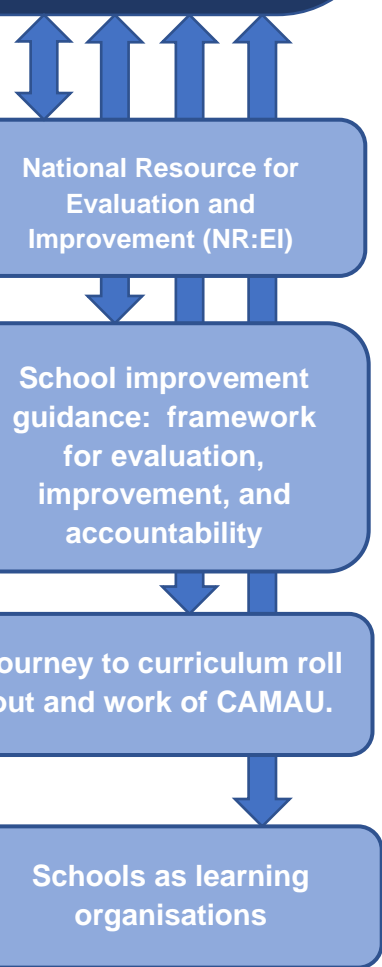 National Resource for
Evaluation and
Improvement (NR:EI)
School improvement
guidance: framework
for evaluation,
improvement, and
accountability
ourney to curriculum roll
out and work of CAMAU.
Schools as learning
organisations